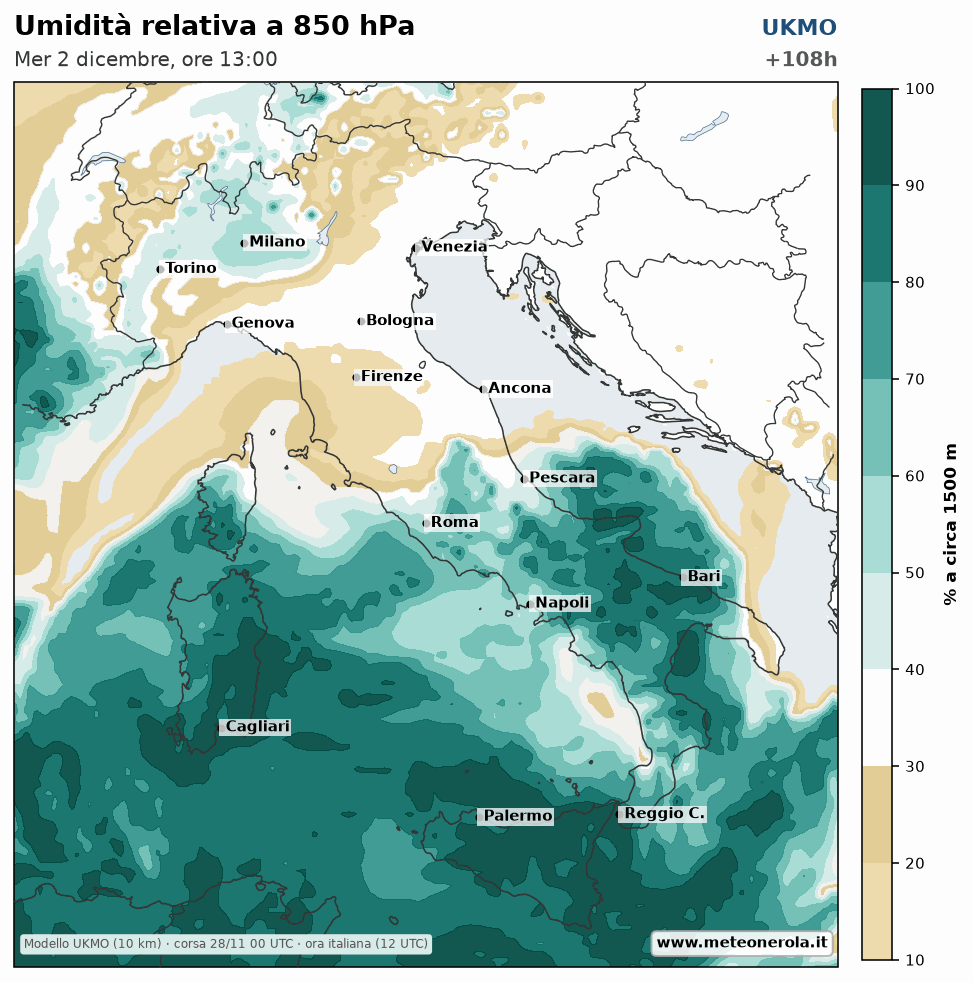 Umidità relativa a 850 hPa
UKMO
Mer 2 dicembre, ore 13:00
+108h
100
90
80
70
60
50
40
30
20
10
% a circa 1500 m
Milano
Venezia
Torino
Genova
Bologna
Firenze
Ancona
Pescara
Roma
Bari
Napoli
Cagliari
Palermo
Reggio C.
Modello UKMO (10 km) · corsa 28/11 00 UTC · ora italiana (12 UTC)
www.meteonerola.it